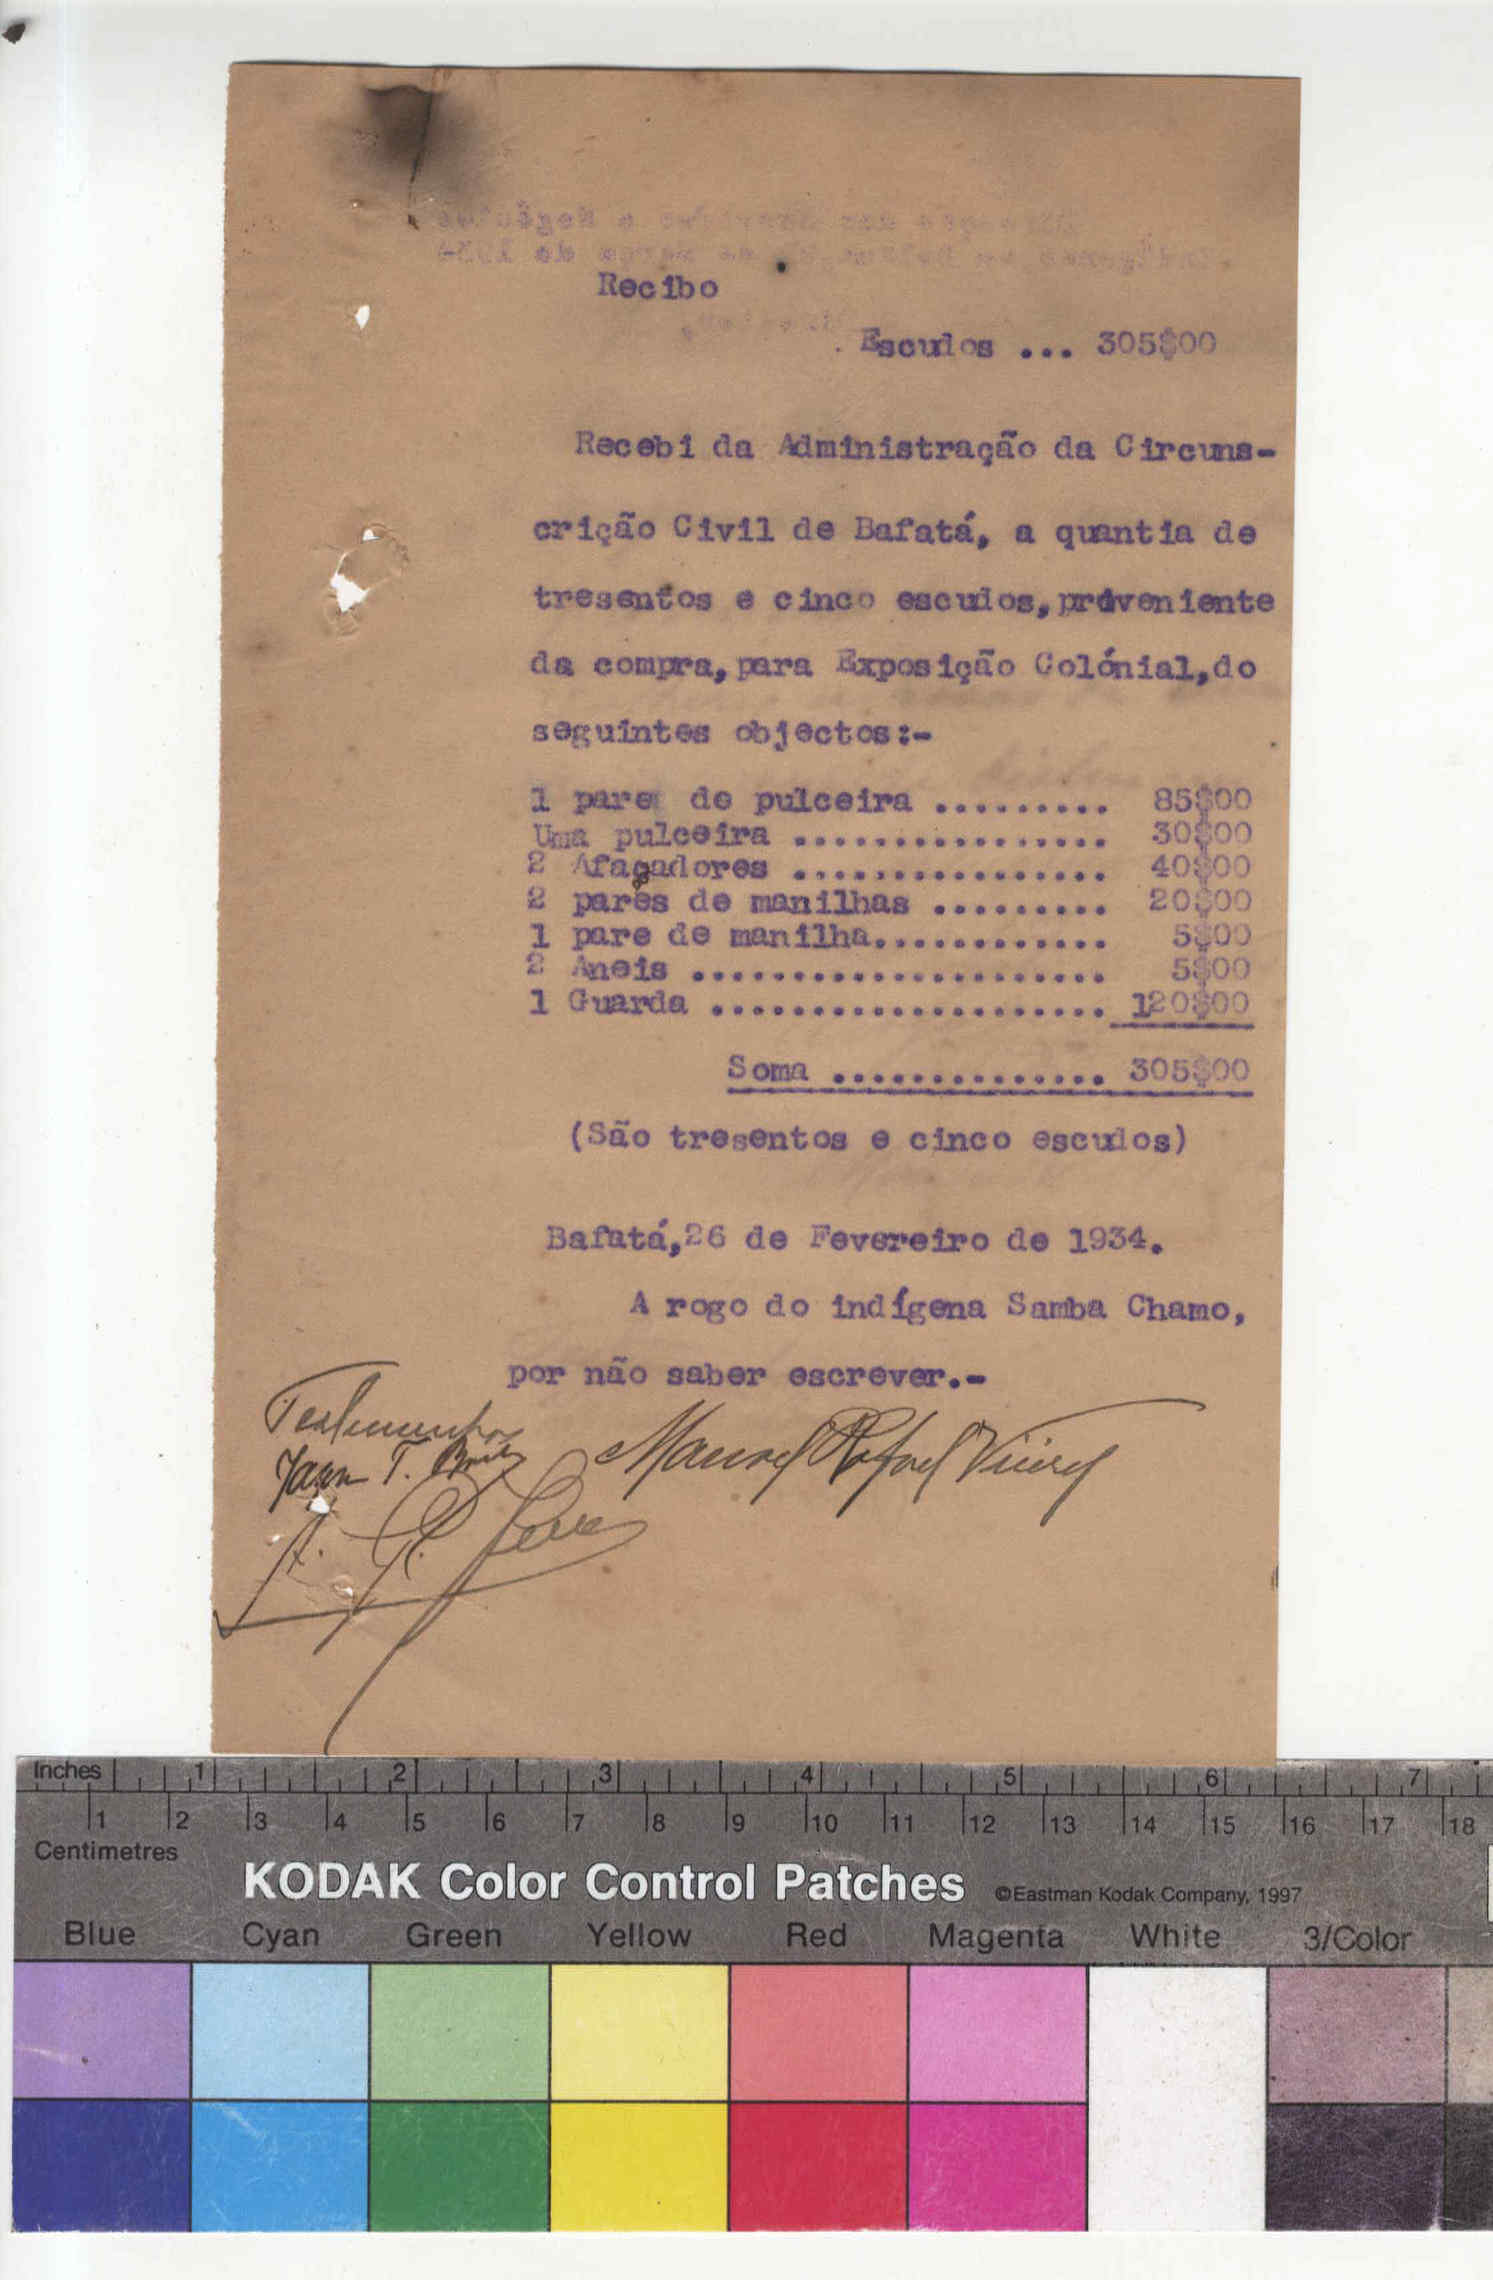 Recibo
Escudos ... 305$00
Recebi da Administração da Circuns-
crição Civil de Bafatá, a quantia de
tresentos e cinco escudos, proveniente
da compra, para Exposição Colónial, do
seguintes objectos:-
1 pare de pulceira ......... 85$00
Uma pulceira ................ 30$00
2 Afagadores ................ 40$00
2 pares de manilhas ......... 20$00
1 pare de manilha............ 5$00
2 Aneis ..................... 5$00
1 Guarda .................... 120$00
Soma .............. 305$00
(São tresentos e cinco escudos)
Bafatá, 26 de Fevereiro de 1934.
A rogo do indígena Samba Chamo,
por não saber escrever.-
Testemunhas
Manoel Rafael Vieira
Inches 1 2 3 4 5 6 7
1 2 3 4 5 6 7 8 9 10 11 12 13 14 15 16 17 18
Centimetres
KODAK Color Control Patches ©Eastman Kodak Company, 1997
Blue Cyan Green Yellow Red Magenta White 3/Color